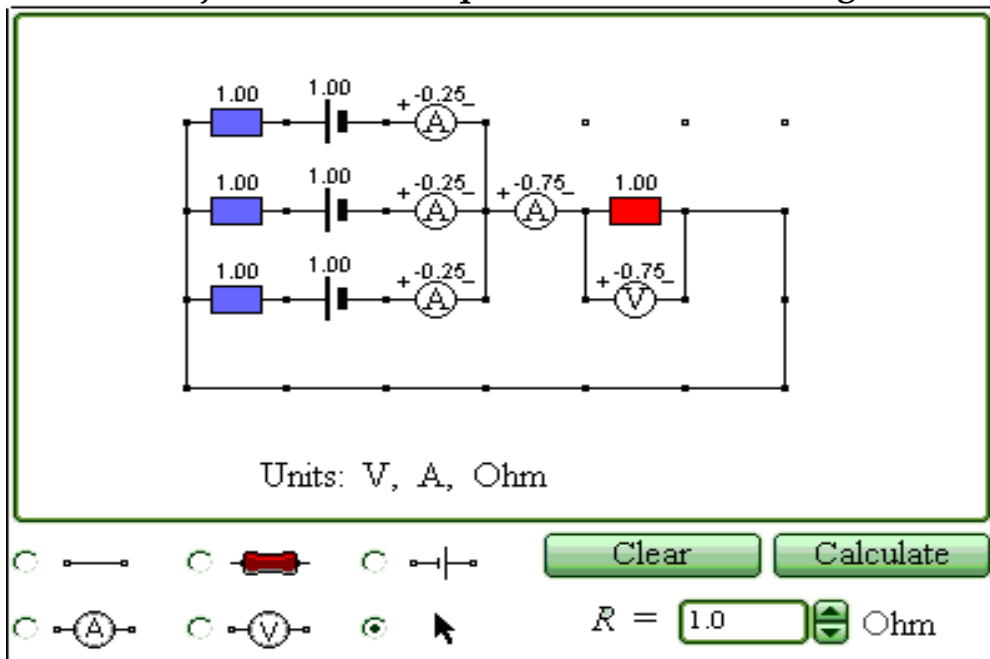 1.00 1.00 + -0.25 -
A
1.00 1.00 + -0.25 - + -0.75 - 1.00
A A
1.00 1.00 + -0.25 - + -0.75 -
A V
Units: V, A, Ohm
Clear Calculate
A V R = 1.0 Ohm